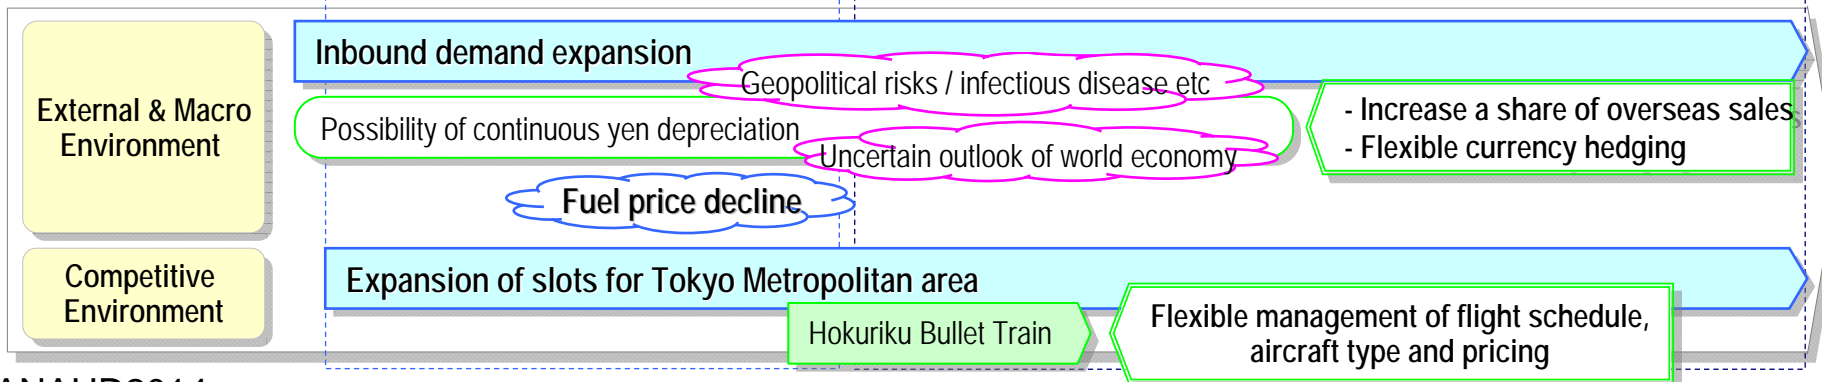 External & Macro
Environment
Inbound demand expansion
Geopolitical risks / infectious disease etc
Possibility of continuous yen depreciation
Uncertain outlook of world economy
- Increase a share of overseas sales
- Flexible currency hedging
Fuel price decline
Competitive
Environment
Expansion of slots for Tokyo Metropolitan area
Hokuriku Bullet Train
Flexible management of flight schedule,
aircraft type and pricing